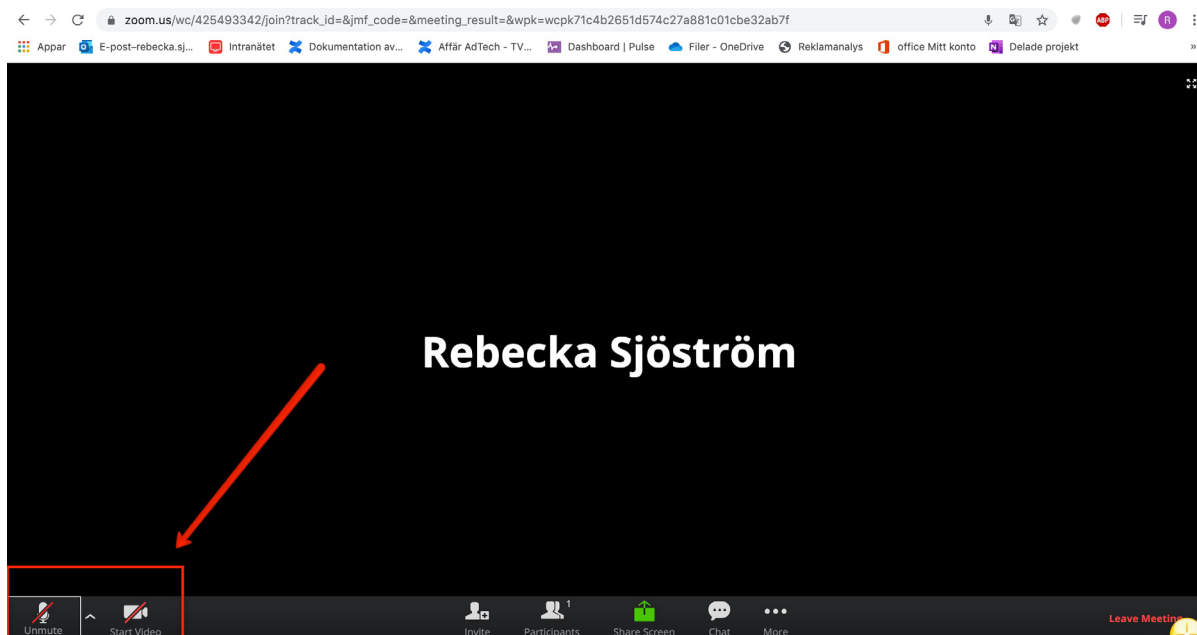 zoom.us/wc/425493342/join?track_id=&jmf_code=&meeting_result=&wpk=wcpk71c4b2651d574c27a881c01cbe32ab7f
ABP
R
Appar E-post–rebecka.sj... Intranätet Dokumentation av... Affär AdTech - TV... Dashboard | Pulse Filer - OneDrive Reklamanalys office Mitt konto Delade projekt »
Rebecka Sjöström
1
Unmute Start Video Invite Participants Share Screen Chat More Leave Meeting